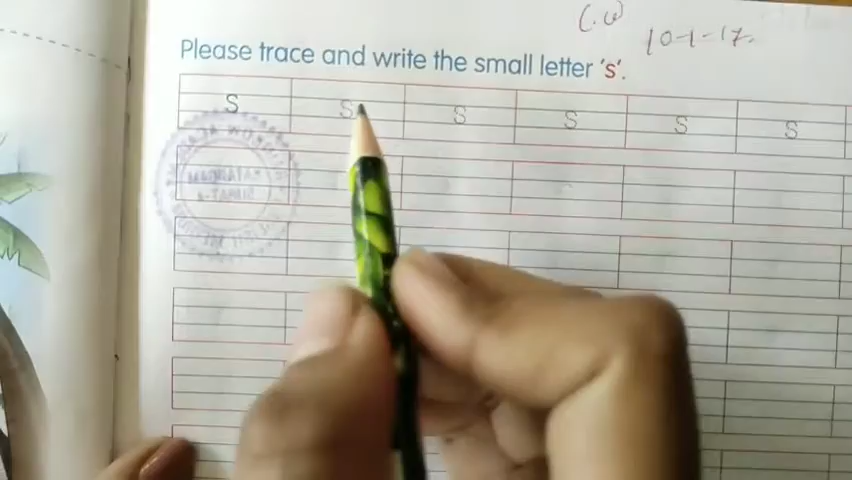 C.W
10-1-17.
Please trace and write the small letter 's'.
s s s s s s